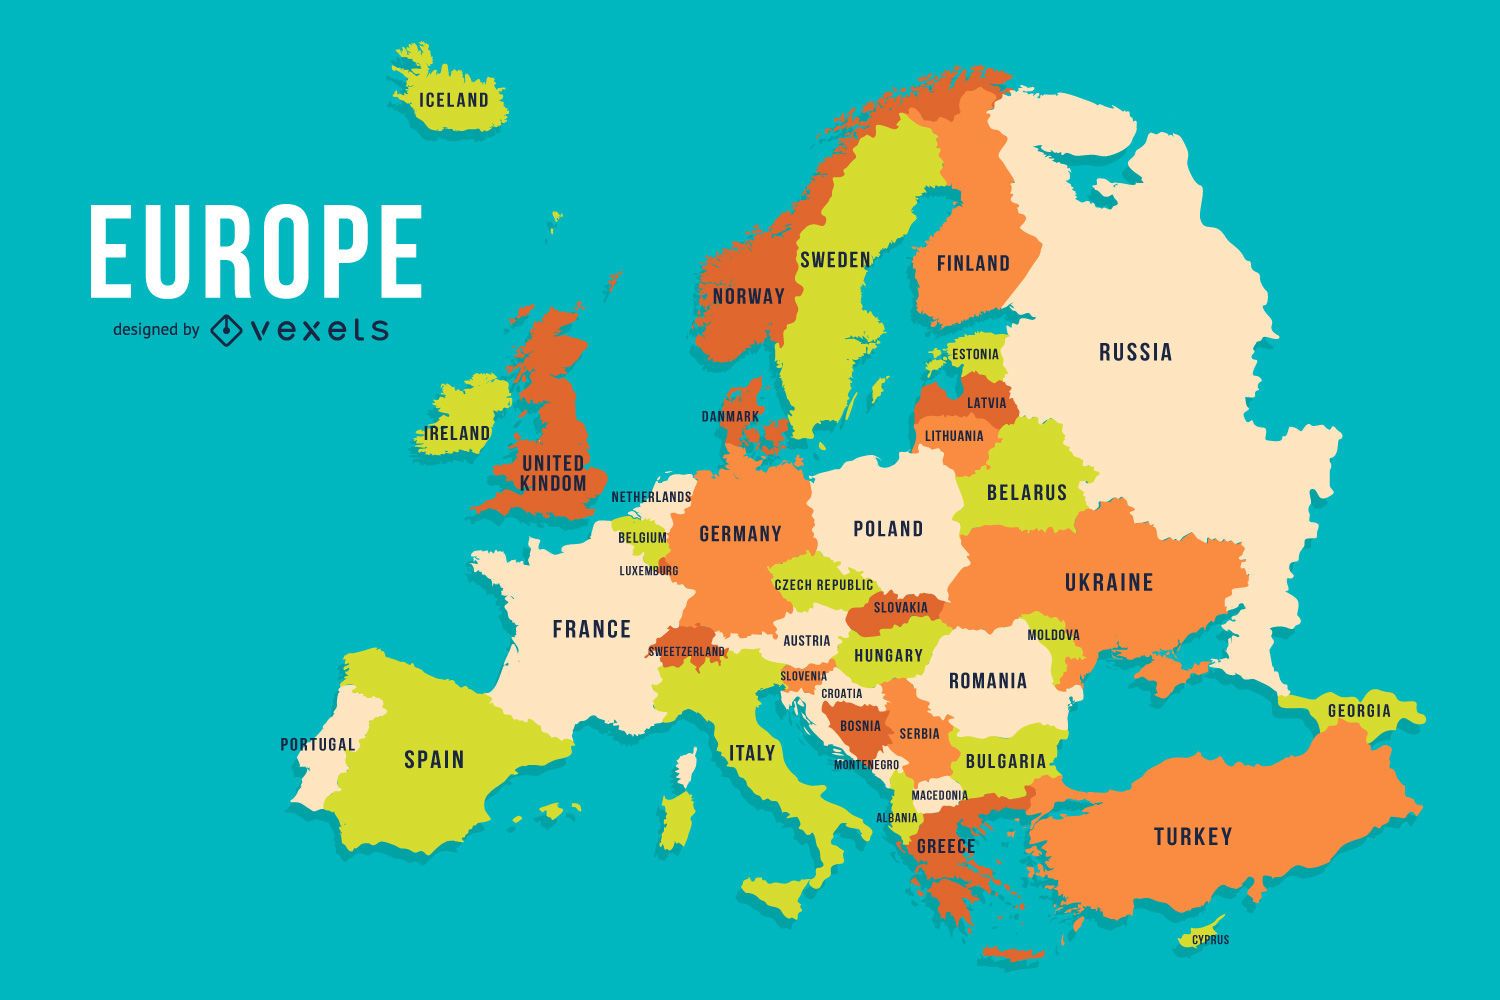 ICELAND
EUROPE
designed by vexels
NORWAY
SWEDEN
FINLAND
RUSSIA
ESTONIA
LATVIA
LITHUANIA
DANMARK
IRELAND
UNITED
KINDOM
NETHERLANDS
BELGIUM
LUXEMBURG
GERMANY
POLAND
BELARUS
UKRAINE
CZECH REPUBLIC
SLOVAKIA
FRANCE
SWEETZERLAND
AUSTRIA
HUNGARY
MOLDOVA
ROMANIA
SLOVENIA
CROATIA
BOSNIA
SERBIA
MONTENEGRO
BULGARIA
GEORGIA
PORTUGAL
SPAIN
ITALY
MACEDONIA
ALBANIA
GREECE
TURKEY
CYPRUS